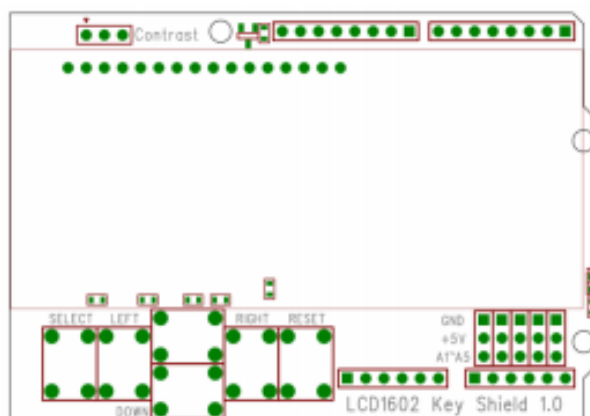 Contrast
SELECT LEFT RIGHT RESET
GND
+5V
A1~A5
DOWN
LCD1602 Key Shield 1.0